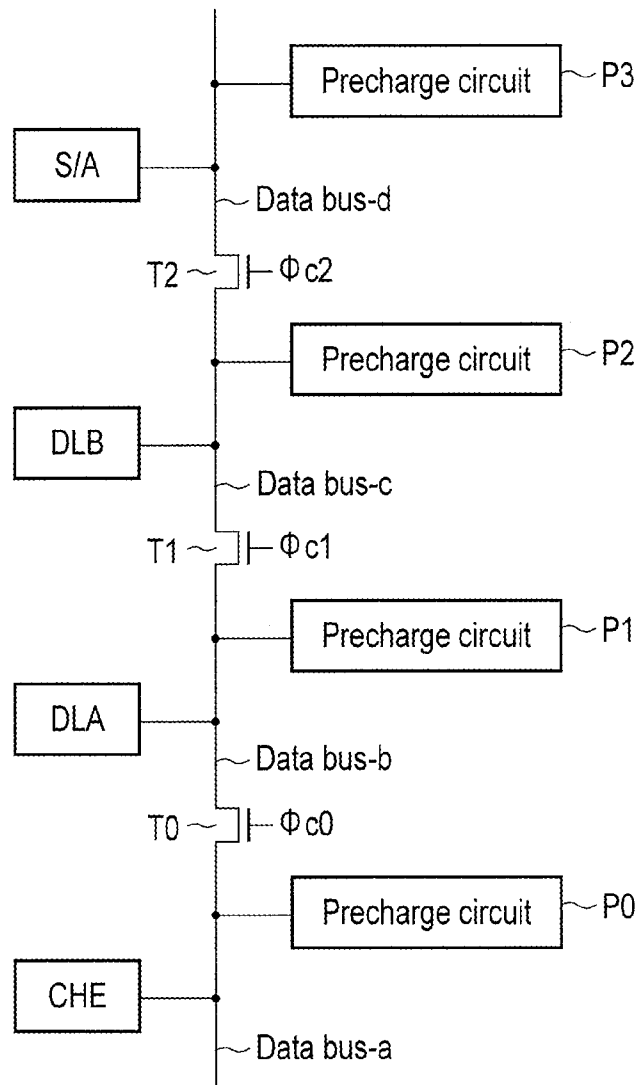 Precharge circuit P3
S/A
Data bus-d
T2 Φc2
Precharge circuit P2
DLB
Data bus-c
T1 Φc1
Precharge circuit P1
DLA
Data bus-b
T0 Φc0
Precharge circuit P0
CHE
Data bus-a